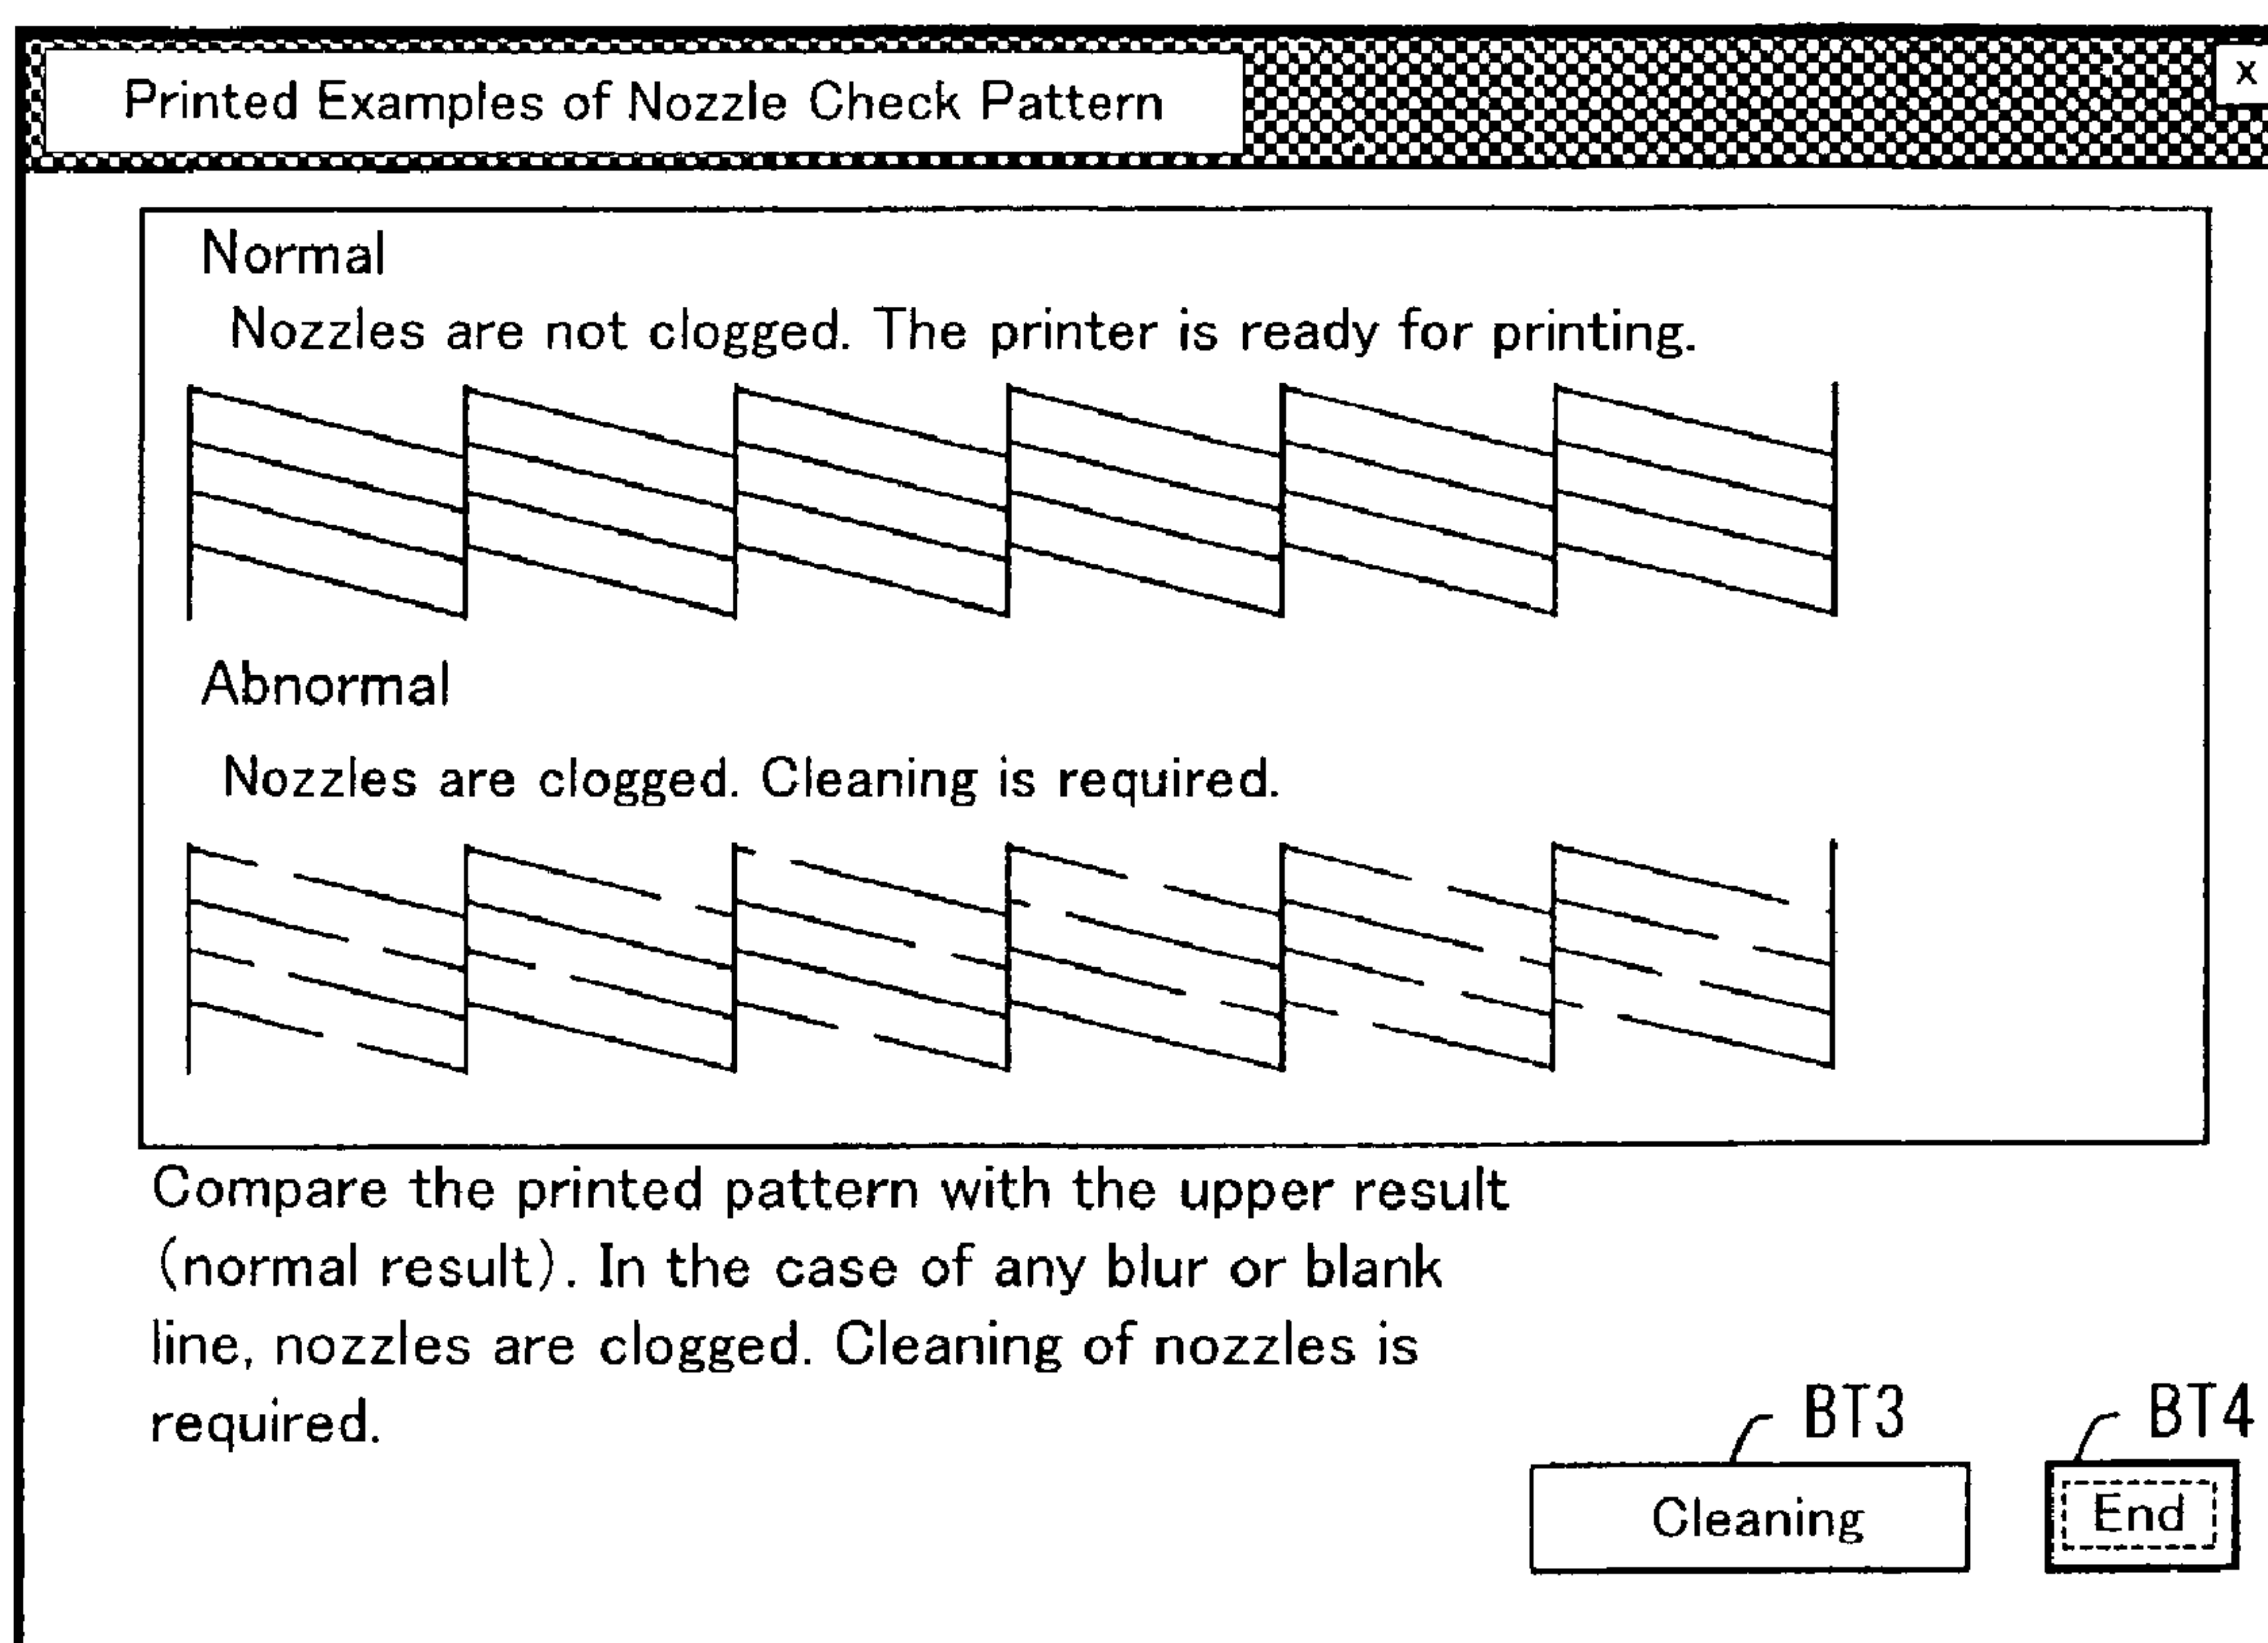 Printed Examples of Nozzle Check Pattern
x
Normal
Nozzles are not clogged. The printer is ready for printing.
Abnormal
Nozzles are clogged. Cleaning is required.
Compare the printed pattern with the upper result
(normal result). In the case of any blur or blank
line, nozzles are clogged. Cleaning of nozzles is
required.
BT3
BT4
Cleaning
End